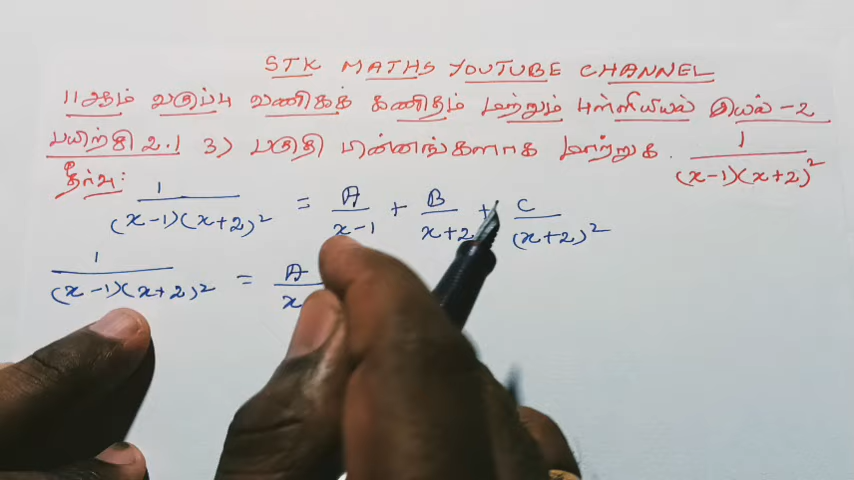 STK MATHS YOUTUBE CHANNEL
11ஆம் வகுப்பு வணிகக் கணிதம் மற்றும் புள்ளியியல் இயல் -2
பயிற்சி 2.1 3) பகுதி பின்னங்களாக மாற்றுக. 1/(x-1)(x+2)²
தீர்வு:
1/(x-1)(x+2)² = A/x-1 + B/x+2 + C/(x+2)²
1/(x-1)(x+2)² = A/x